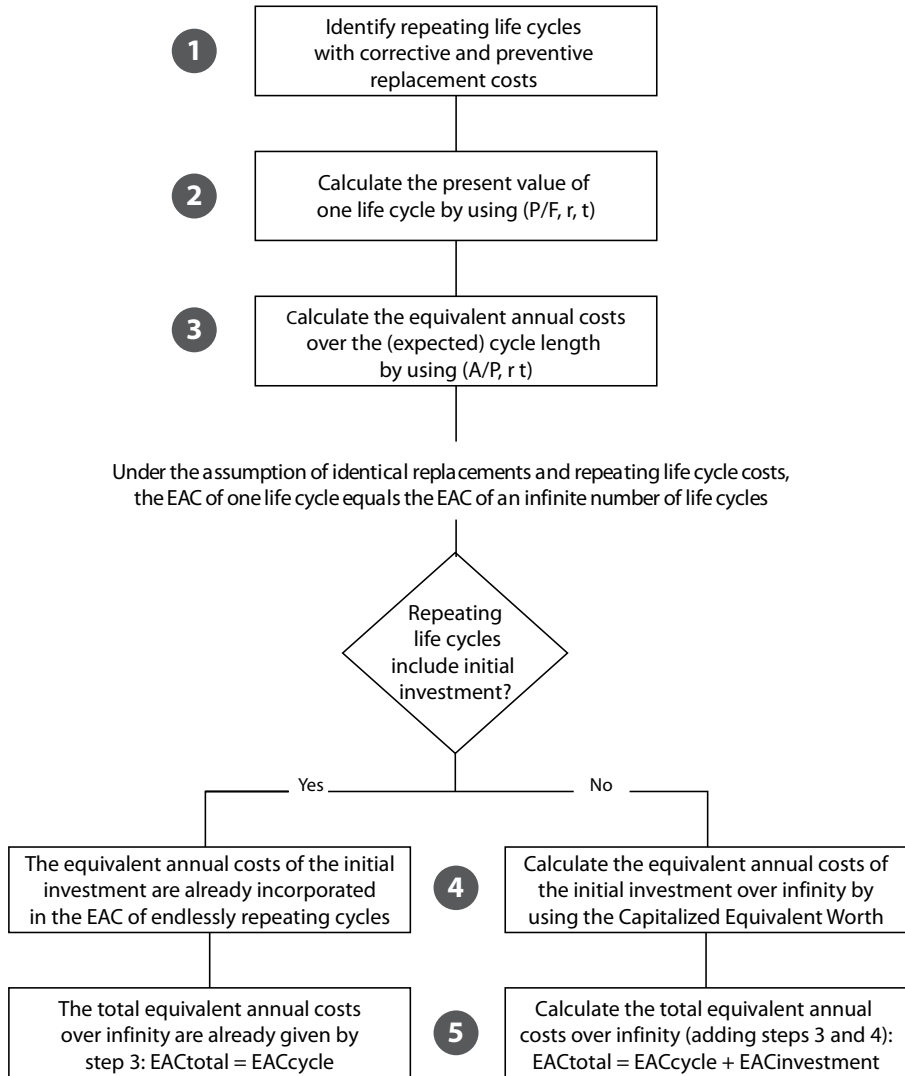 1
Identify repeating life cycles
with corrective and preventive
replacement costs
2
Calculate the present value of
one life cycle by using (P/F, r, t)
3
Calculate the equivalent annual costs
over the (expected) cycle length
by using (A/P, r t)
Under the assumption of identical replacements and repeating life cycle costs,
the EAC of one life cycle equals the EAC of an infinite number of life cycles
Repeating
life cycles
include initial
investment?
Yes
No
The equivalent annual costs of the initial
investment are already incorporated
in the EAC of endlessly repeating cycles
4
Calculate the equivalent annual costs of
the initial investment over infinity by
using the Capitalized Equivalent Worth
The total equivalent annual costs
over infinity are already given by
step 3: EACtotal = EACcycle
5
Calculate the total equivalent annual
costs over infinity (adding steps 3 and 4):
EACtotal = EACcycle + EACinvestment